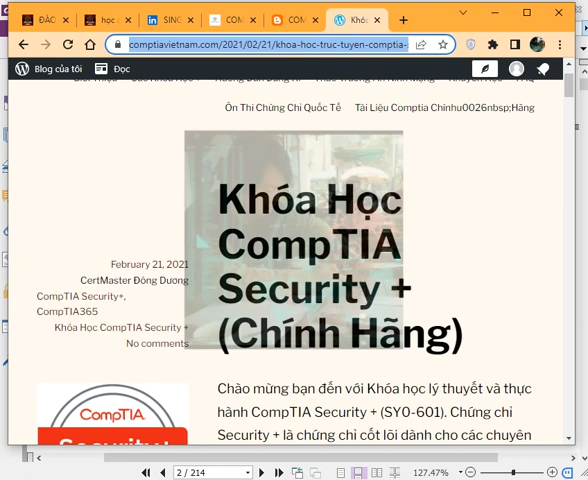 ĐÀO
học
SINC
COM
COM
Khó
comptiavietnam.com/2021/02/21/khoa-hoc-truc-tuyen-comptia-
Blog của tôi
Đọc
Ôn Thi Chứng Chỉ Quốc Tế Tài Liệu Comptia Chínhu0026nbsp;Hãng
Khóa Học
CompTIA
Security +
(Chính Hãng)
February 21, 2021
CertMaster Đông Dương
CompTIA Security+,
CompTIA365
Khóa Học CompTIA Security +
No comments
CompTIA
Chào mừng bạn đến với Khóa học lý thuyết và thực
hành CompTIA Security + (SY0-601). Chứng chỉ
Security + là chứng chỉ cốt lõi dành cho các chuyên
2 / 214
127.47%